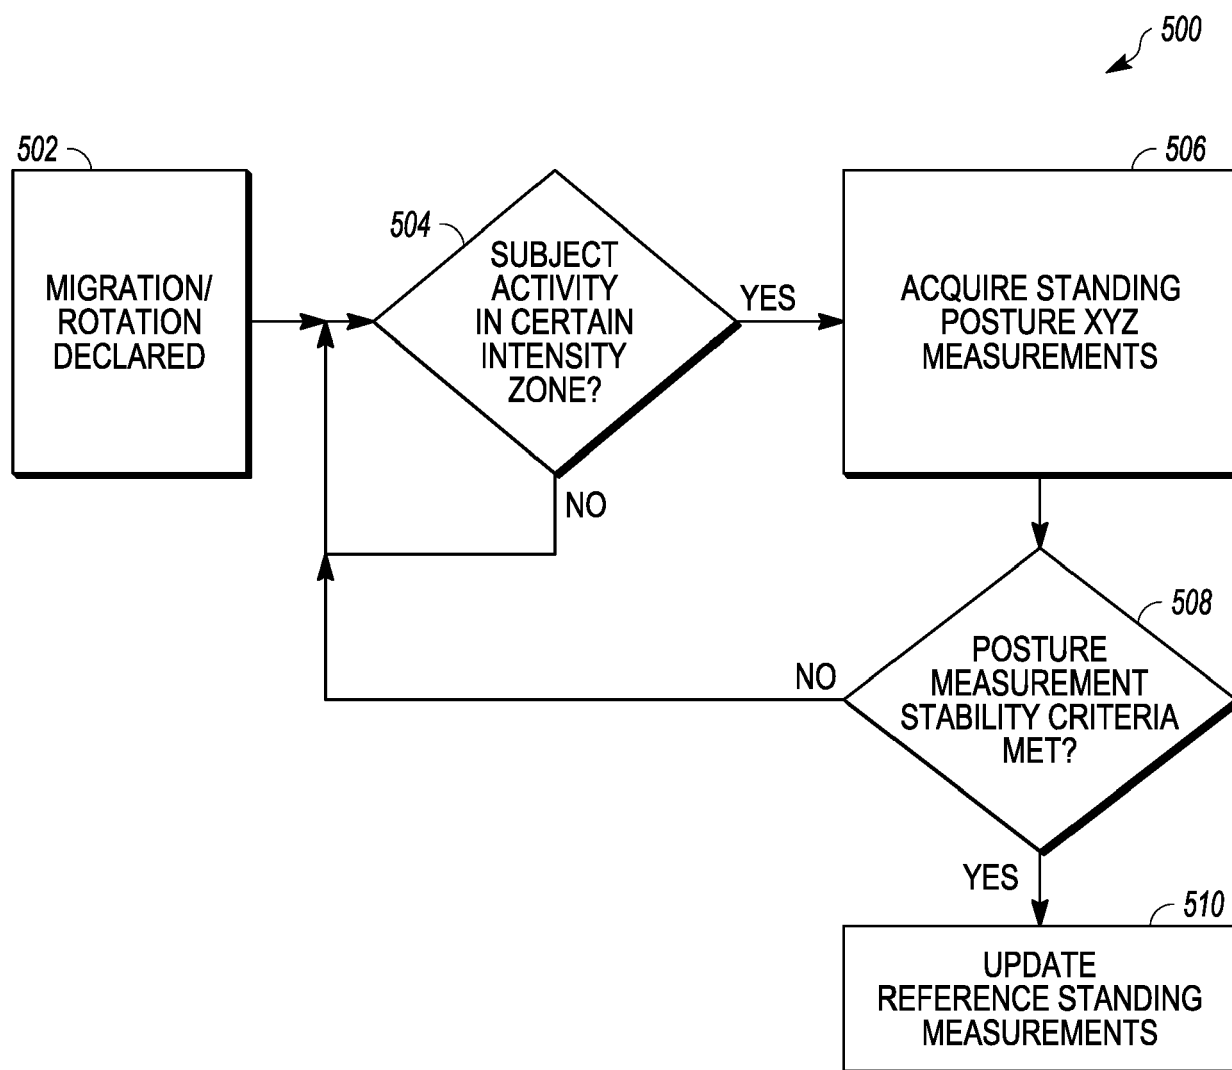 500
502
MIGRATION/
ROTATION
DECLARED
504
SUBJECT
ACTIVITY
IN CERTAIN
INTENSITY
ZONE?
YES
NO
506
ACQUIRE STANDING
POSTURE XYZ
MEASUREMENTS
508
POSTURE
MEASUREMENT
STABILITY CRITERIA
MET?
NO
YES
510
UPDATE
REFERENCE STANDING
MEASUREMENTS